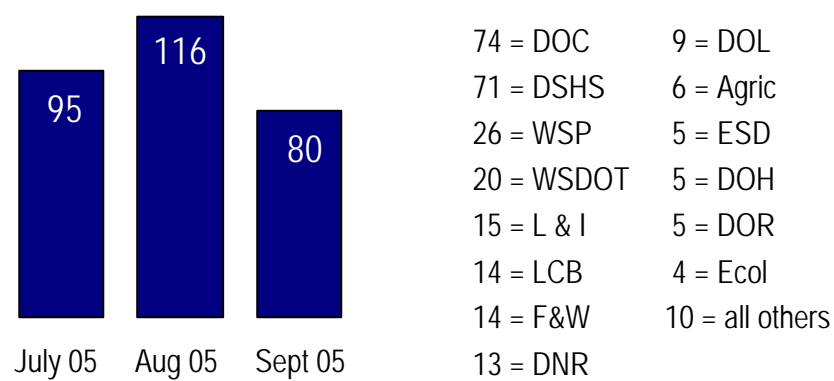 95
116
80
July 05
Aug 05
Sept 05
74 = DOC
71 = DSHS
26 = WSP
20 = WSDOT
15 = L & I
14 = LCB
14 = F&W
13 = DNR
9 = DOL
6 = Agric
5 = ESD
5 = DOH
5 = DOR
4 = Ecol
10 = all others